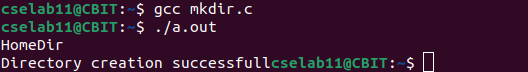 cselab11@CBIT:~$ gcc mkdir.c
cselab11@CBIT:~$ ./a.out
HomeDir
Directory creation successfullcselab11@CBIT:~$